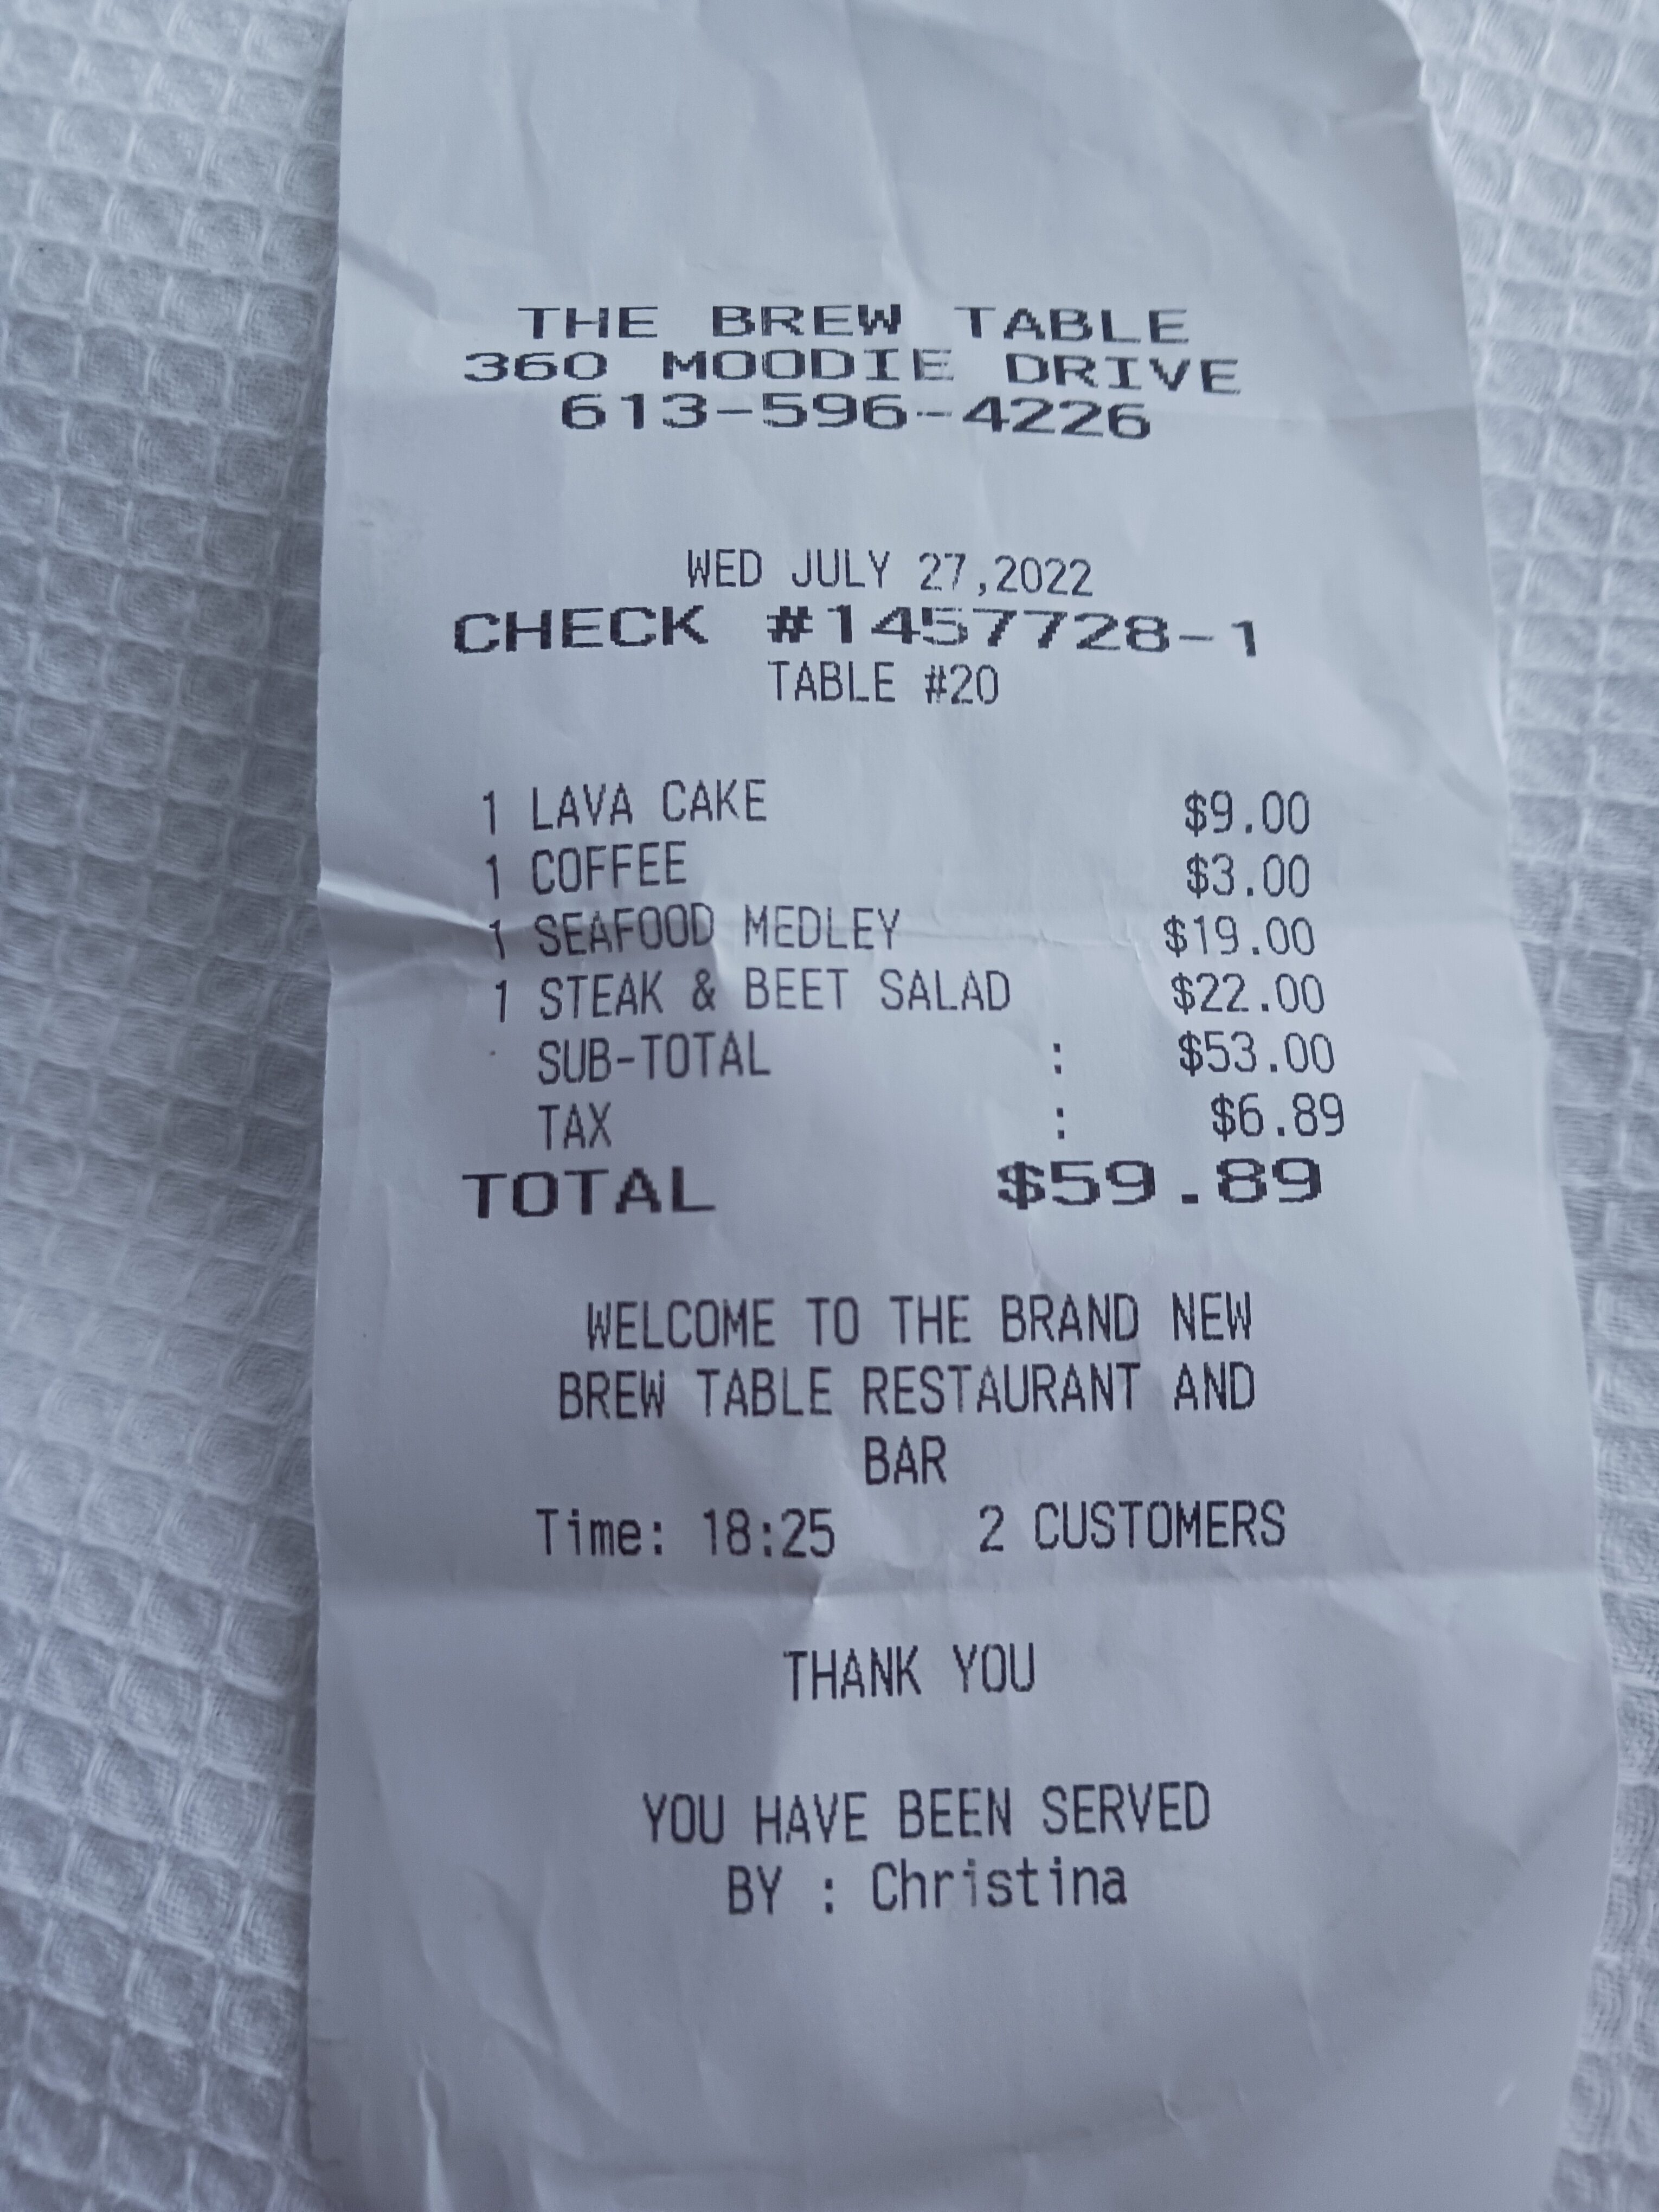 THE BREW TABLE
360 MOODIE DRIVE
613-596-4226
WED JULY 27,2022
CHECK #1457728-1
TABLE #20
1 LAVA CAKE $9.00
1 COFFEE $3.00
1 SEAFOOD MEDLEY $19.00
1 STEAK & BEET SALAD $22.00
SUB-TOTAL : $53.00
TAX : $6.89
TOTAL $59.89
WELCOME TO THE BRAND NEW
BREW TABLE RESTAURANT AND
BAR
Time: 18:25 2 CUSTOMERS
THANK YOU
YOU HAVE BEEN SERVED
BY : Christina